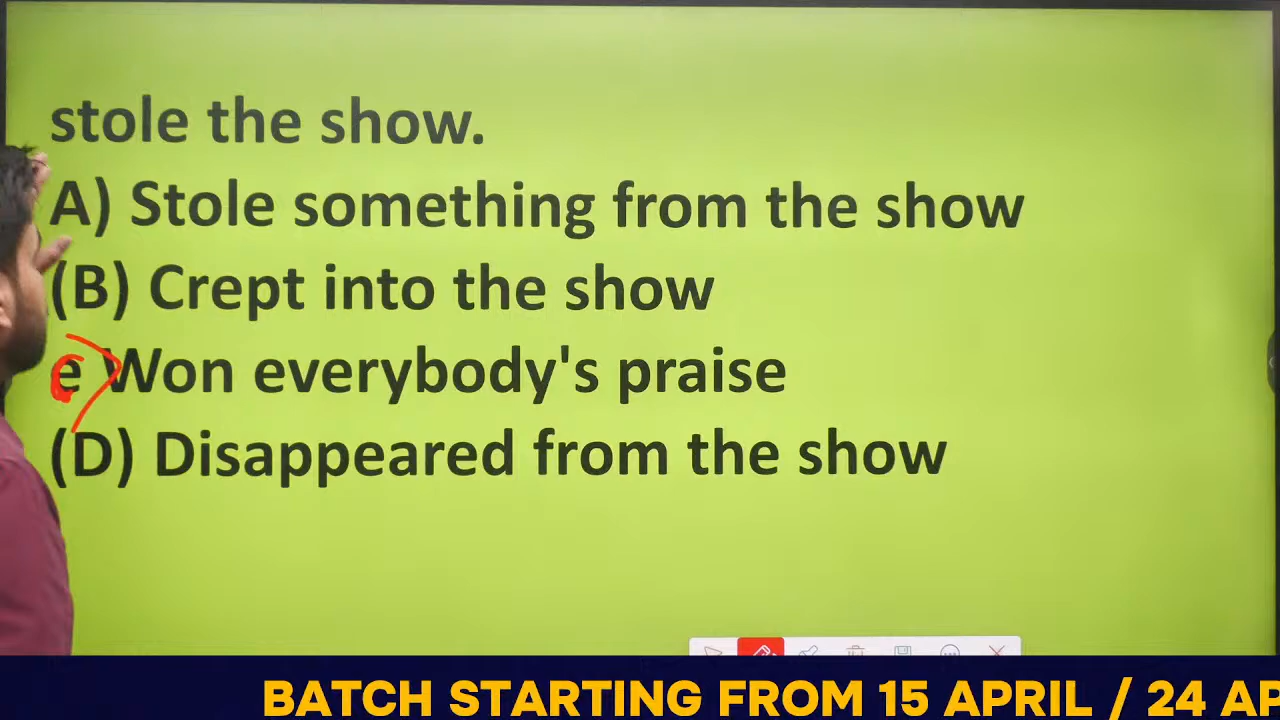 stole the show.
A) Stole something from the show
(B) Crept into the show
e Won everybody's praise
(D) Disappeared from the show
BATCH STARTING FROM 15 APRIL / 24 AP